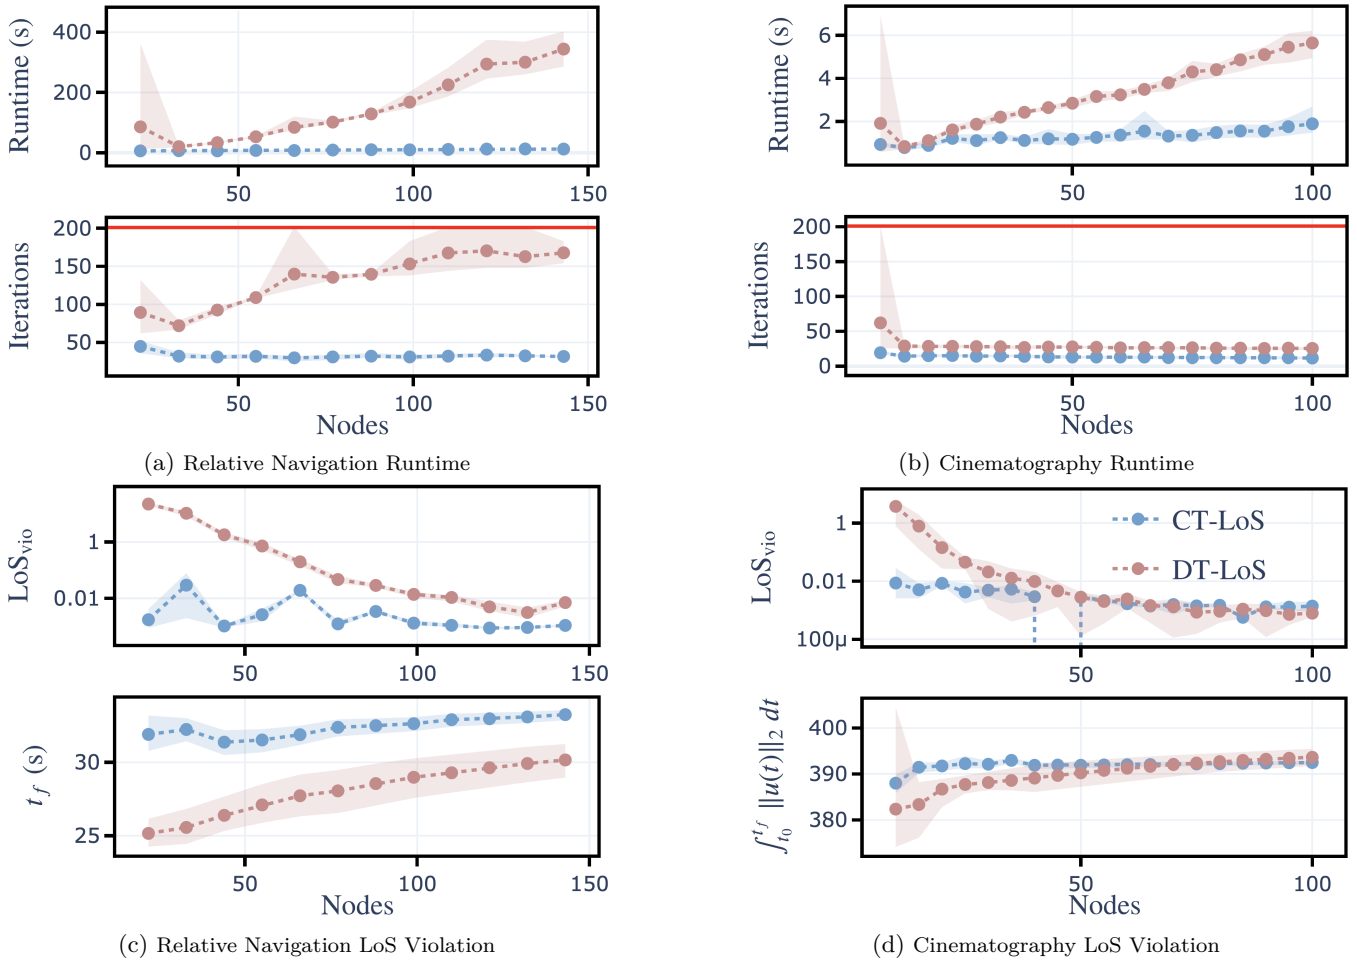 Runtime (s)
400
200
0
50
100
150
Iterations
200
150
100
50
50
100
150
Nodes
(a) Relative Navigation Runtime
Runtime (s)
6
4
2
50
100
Iterations
200
150
100
50
0
50
100
Nodes
(b) Cinematography Runtime
LoS_vio
1
0.01
50
100
150
t_f (s)
30
25
50
100
150
Nodes
(c) Relative Navigation LoS Violation
LoS_vio
1
0.01
100μ
CT-LoS
DT-LoS
50
100
∫_{t_0}^{t_f} ||u(t)||_2 dt
400
390
380
50
100
Nodes
(d) Cinematography LoS Violation